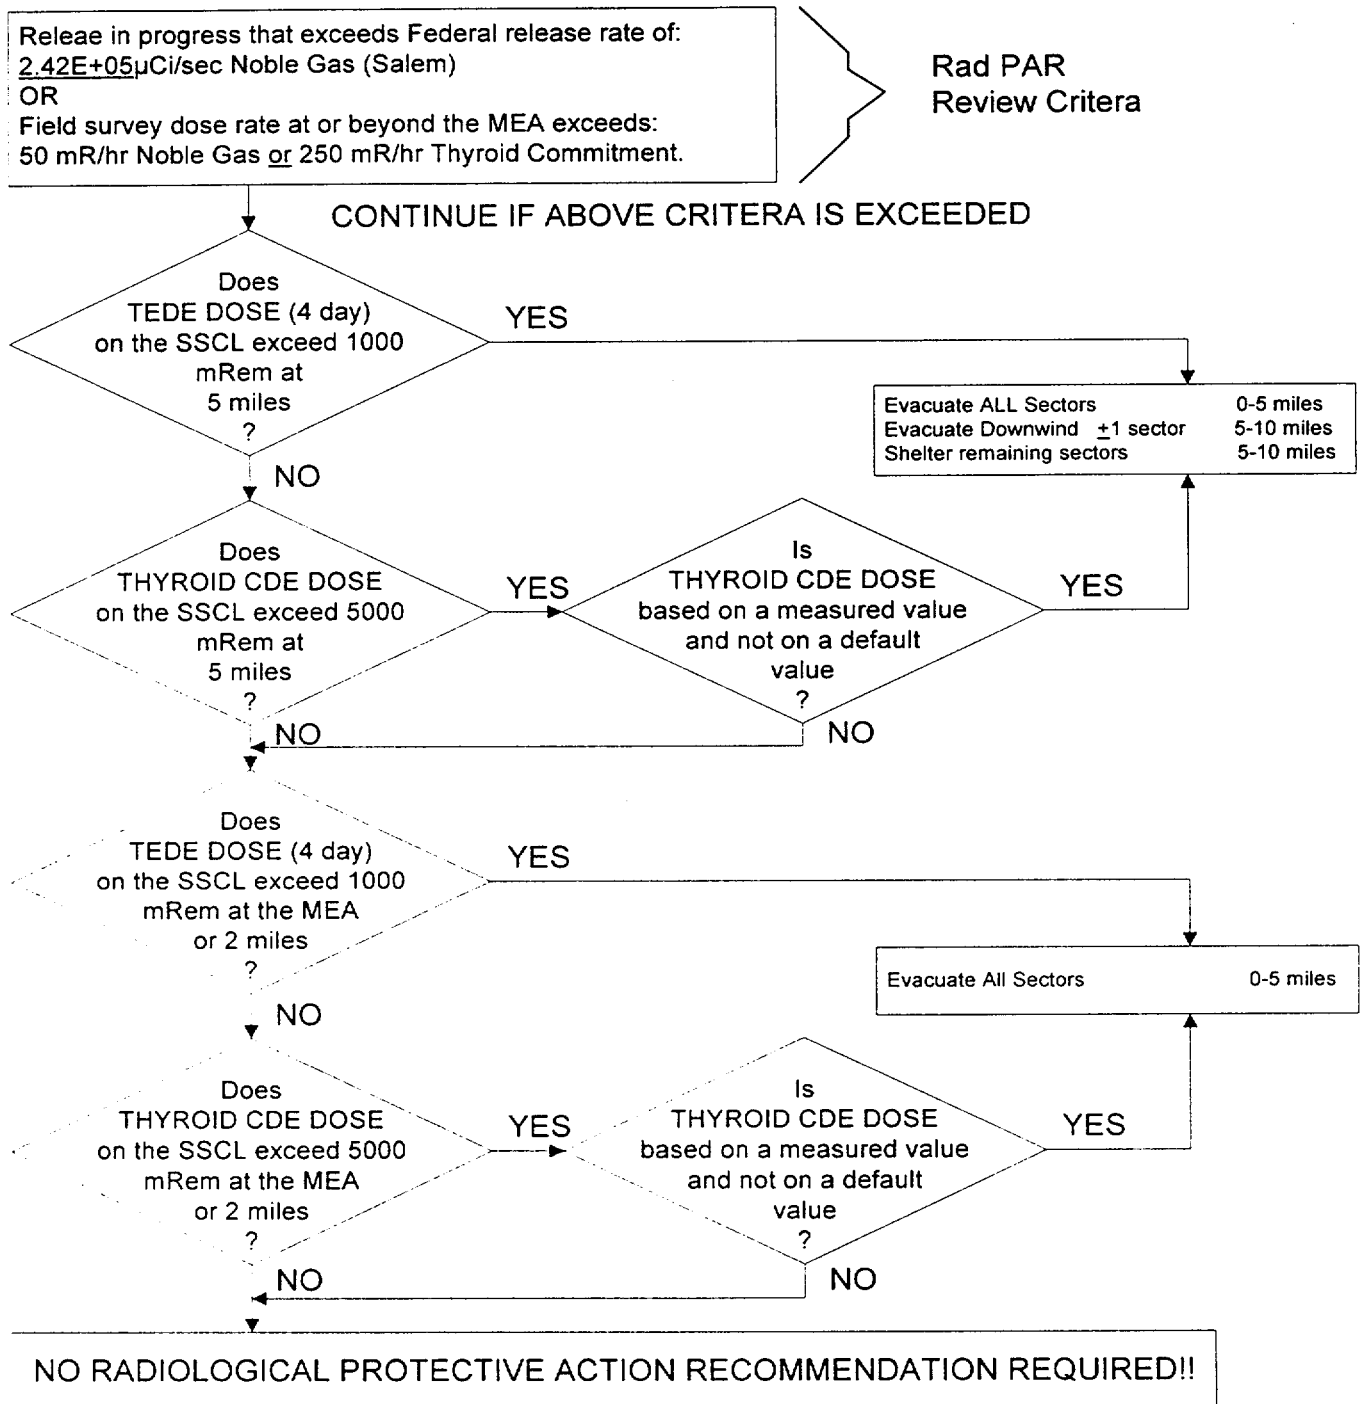 Releae in progress that exceeds Federal release rate of:
2.42E+05µCi/sec Noble Gas (Salem)
OR
Field survey dose rate at or beyond the MEA exceeds:
50 mR/hr Noble Gas or 250 mR/hr Thyroid Commitment.
Rad PAR
Review Critera
CONTINUE IF ABOVE CRITERA IS EXCEEDED
Does
TEDE DOSE (4 day)
on the SSCL exceed 1000
mRem at
5 miles
?
YES
NO
Evacuate ALL Sectors 0-5 miles
Evacuate Downwind ±1 sector 5-10 miles
Shelter remaining sectors 5-10 miles
Does
THYROID CDE DOSE
on the SSCL exceed 5000
mRem at
5 miles
?
YES
NO
Is
THYROID CDE DOSE
based on a measured value
and not on a default
value
?
YES
NO
Does
TEDE DOSE (4 day)
on the SSCL exceed 1000
mRem at the MEA
or 2 miles
?
YES
NO
Evacuate All Sectors 0-5 miles
Does
THYROID CDE DOSE
on the SSCL exceed 5000
mRem at the MEA
or 2 miles
?
YES
NO
Is
THYROID CDE DOSE
based on a measured value
and not on a default
value
?
YES
NO
NO RADIOLOGICAL PROTECTIVE ACTION RECOMMENDATION REQUIRED!!